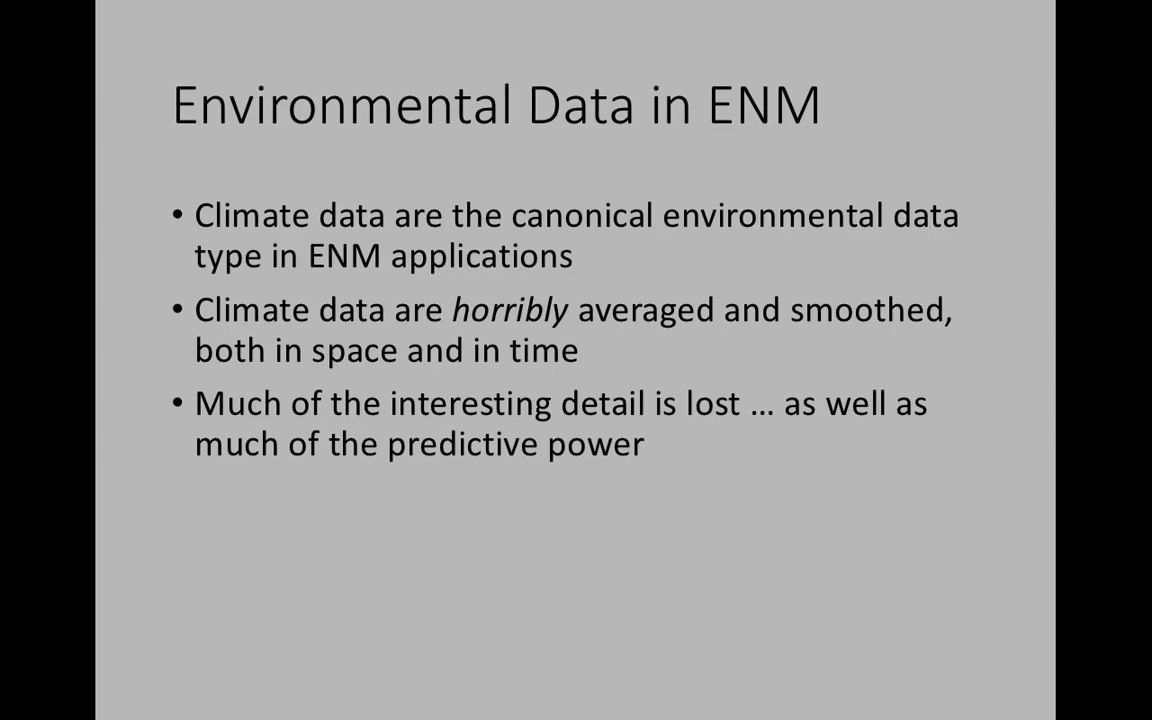 Environmental Data in ENM
• Climate data are the canonical environmental data
type in ENM applications
• Climate data are horribly averaged and smoothed,
both in space and in time
• Much of the interesting detail is lost … as well as
much of the predictive power